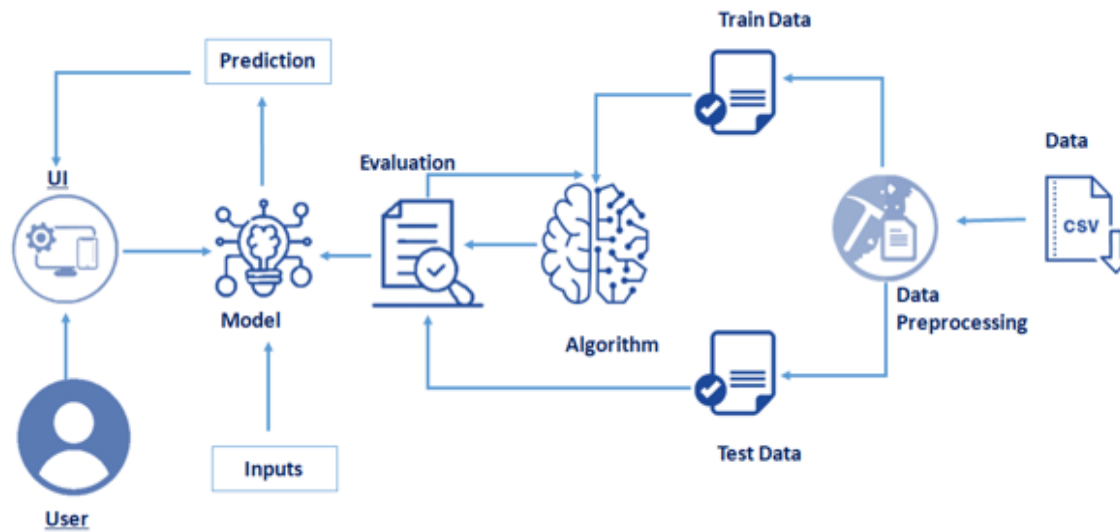 Train Data
Prediction
Data
Evaluation
UI
CSV
Data
Preprocessing
Model
Algorithm
Test Data
Inputs
User